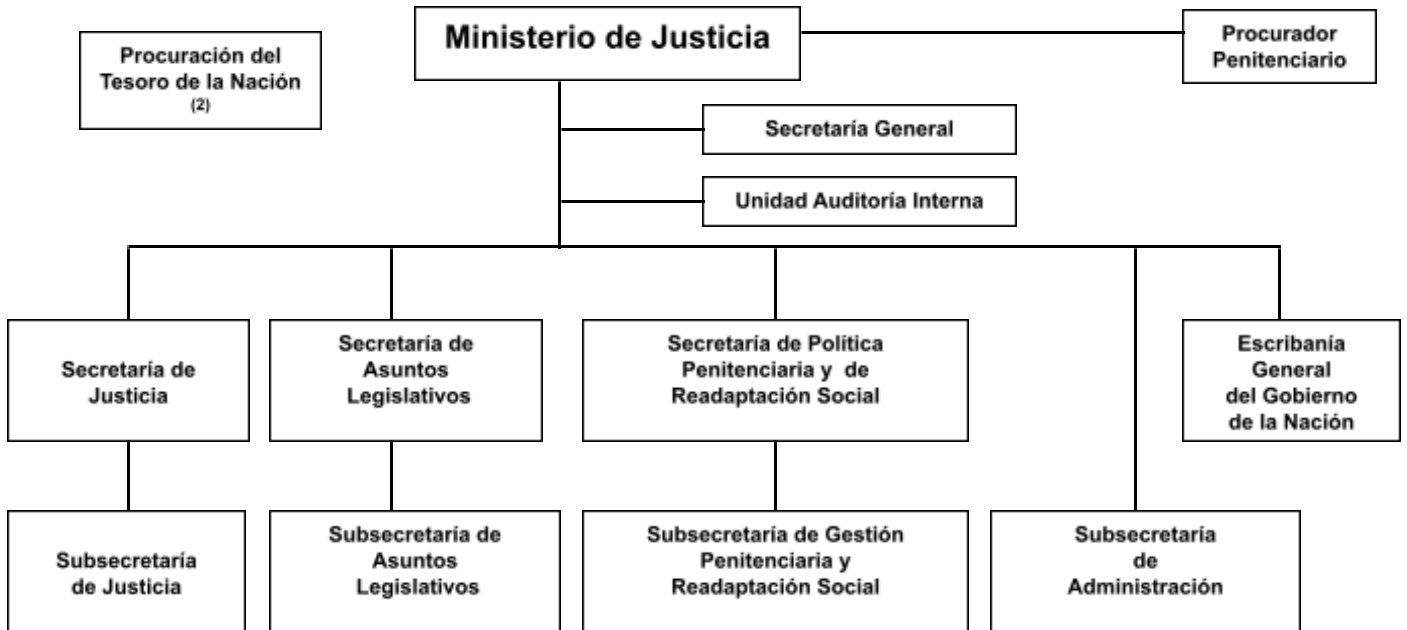 Ministerio de Justicia
Procuración del
Tesoro de la Nación
(2)
Procurador
Penitenciario
Secretaría General
Unidad Auditoría Interna
Secretaría de
Justicia
Secretaría de
Asuntos
Legislativos
Secretaría de Política
Penitenciaria y de
Readaptación Social
Escribanía
General
del Gobierno
de la Nación
Subsecretaría
de Justicia
Subsecretaría de
Asuntos
Legislativos
Subsecretaría de Gestión
Penitenciaria y
Readaptación Social
Subsecretaría
de
Administración